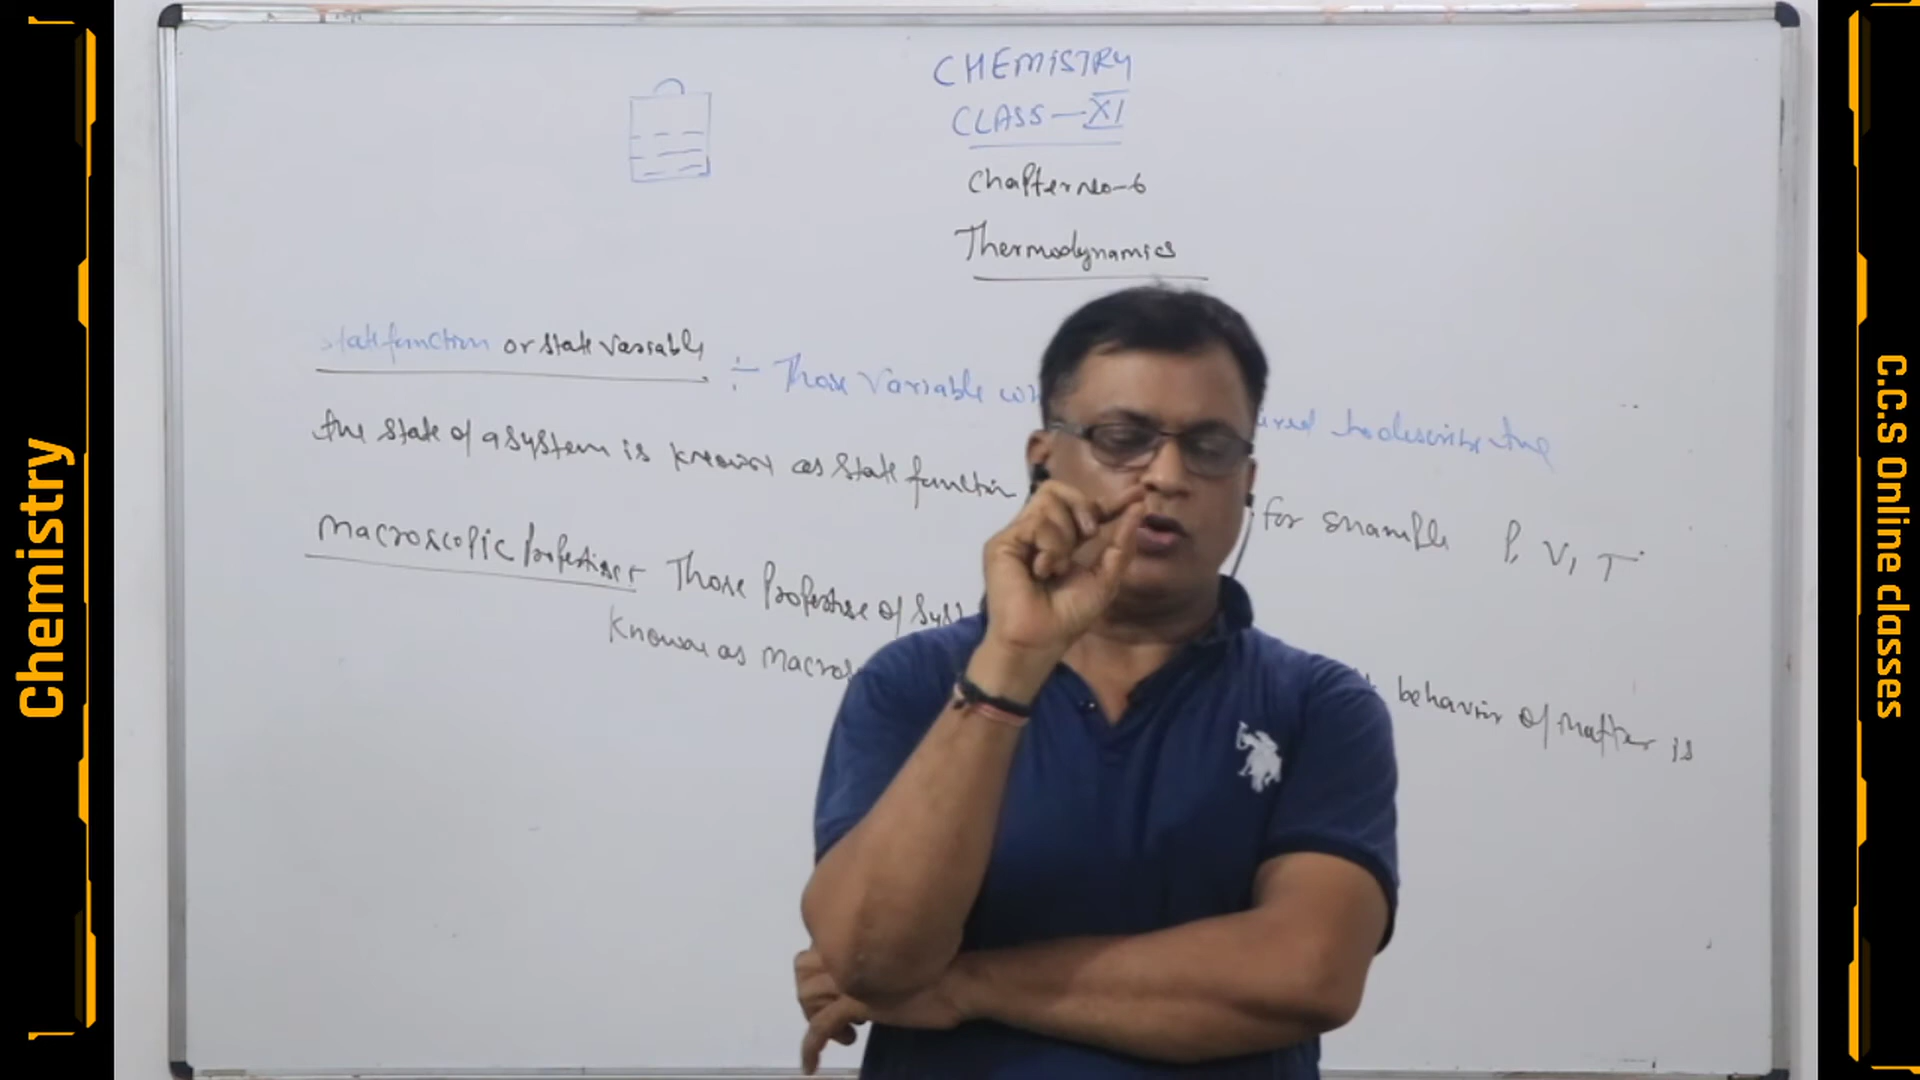 CHEMISTRY
CLASS — XI
Chapter no-6
Thermodynamics
State function or state variable ÷ Those variable to describe the
the state of a system is known as state function for example P, V, T
Macroscopic Properties Those Properties of behavior of matter is
known as
Chemistry
C.C.S Online classes